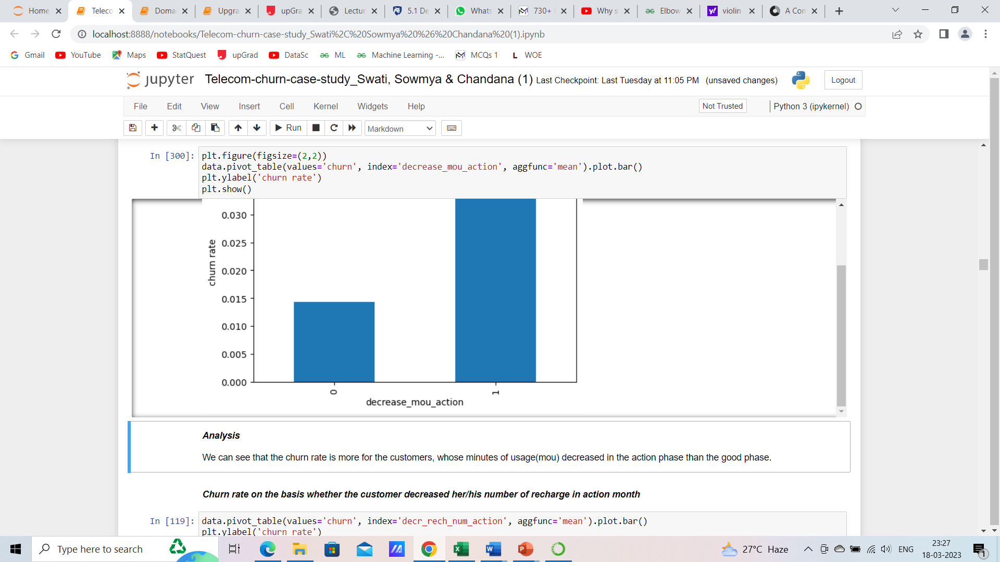 Home
Teleco
Doma
Upgra
upGra
Lectur
5.1 De
Whats
730+
Why s
Elbow
violin
A Con
localhost:8888/notebooks/Telecom-churn-case-study_Swati%2C%20Sowmya%20%26%20Chandana%20(1).ipynb
Gmail
YouTube
Maps
StatQuest
upGrad
DataSc
ML
Machine Learning -...
MCQs 1
L WOE
jupyter
Telecom-churn-case-study_Swati, Sowmya & Chandana (1) Last Checkpoint: Last Tuesday at 11:05 PM (unsaved changes)
Logout
File Edit View Insert Cell Kernel Widgets Help
Not Trusted
Python 3 (ipykernel)
Run
Markdown
In [300]:
plt.figure(figsize=(2,2))
data.pivot_table(values='churn', index='decrease_mou_action', aggfunc='mean').plot.bar()
plt.ylabel('churn rate')
plt.show()
0.030
0.025
0.020
0.015
0.010
0.005
0.000
churn rate
0
1
decrease_mou_action
Analysis
We can see that the churn rate is more for the customers, whose minutes of usage(mou) decreased in the action phase than the good phase.
Churn rate on the basis whether the customer decreased her/his number of recharge in action month
In [119]:
data.pivot_table(values='churn', index='decr_rech_num_action', aggfunc='mean').plot.bar()
plt.ylabel('churn rate')
Type here to search
27°C Haze
ENG
23:27
18-03-2023
1